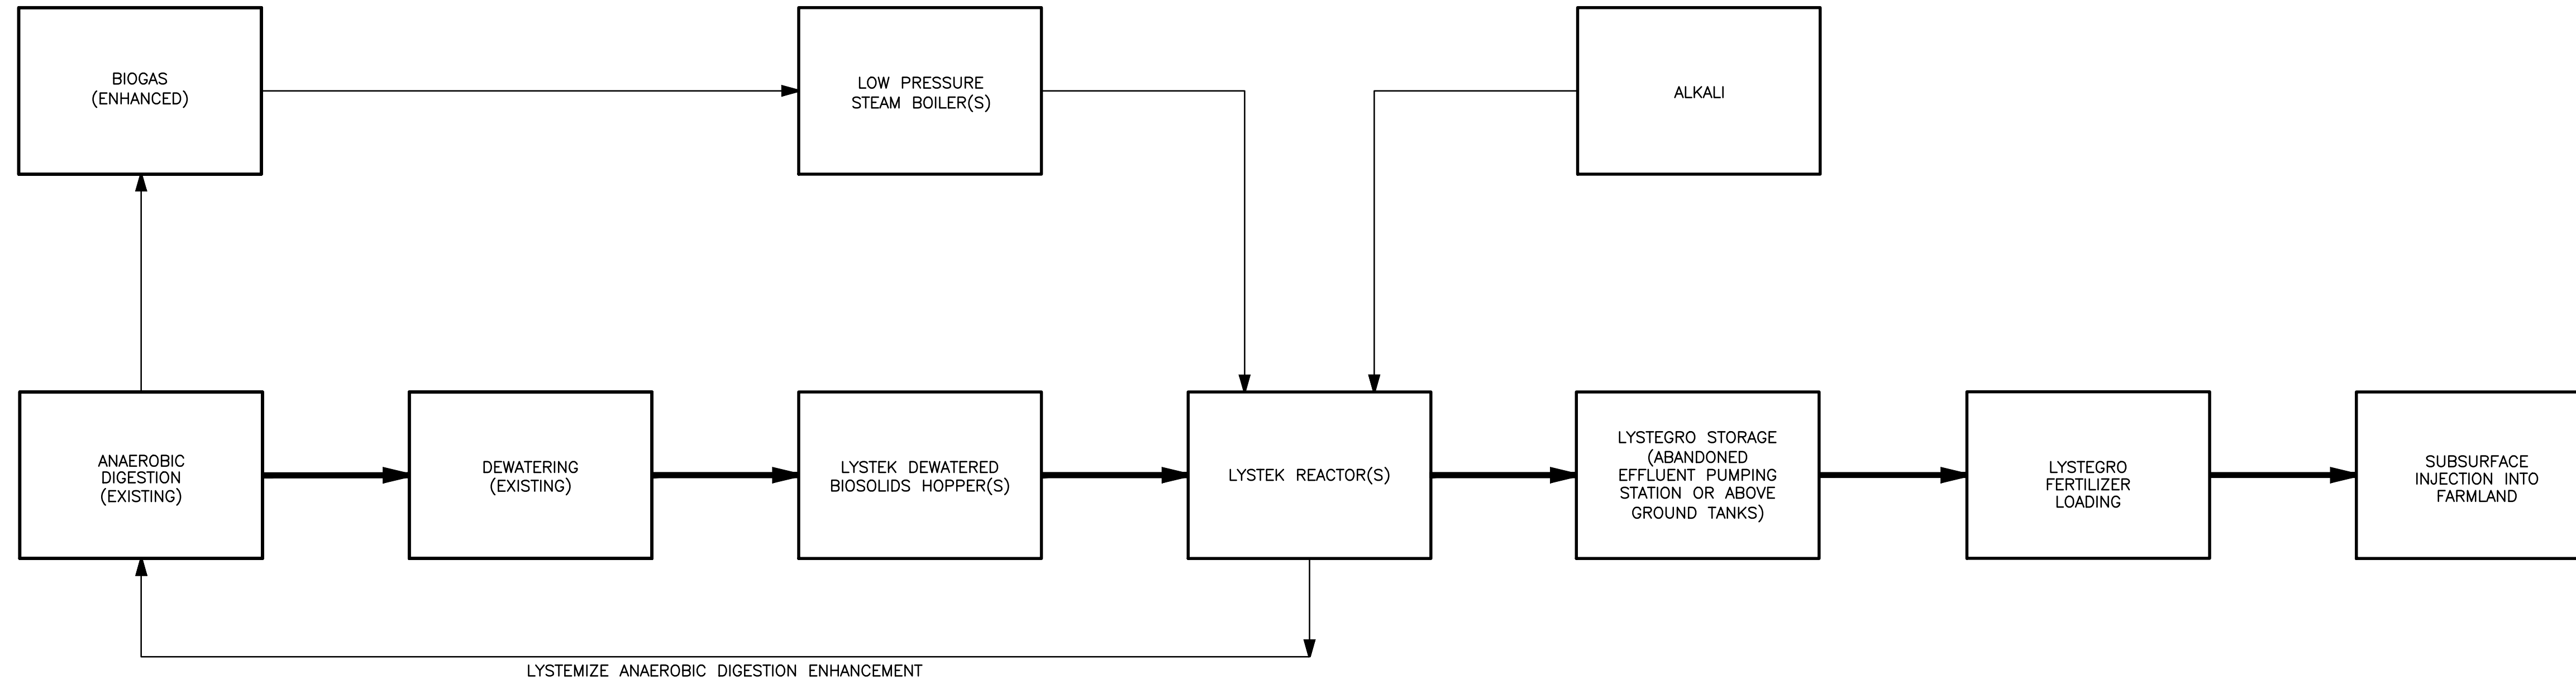 BIOGAS
(ENHANCED)
LOW PRESSURE
STEAM BOILER(S)
ALKALI
ANAEROBIC
DIGESTION
(EXISTING)
DEWATERING
(EXISTING)
LYSTEK DEWATERED
BIOSOLIDS HOPPER(S)
LYSTEK REACTOR(S)
LYSTEGRO STORAGE
(ABANDONED
EFFLUENT PUMPING
STATION OR ABOVE
GROUND TANKS)
LYSTEGRO
FERTILIZER
LOADING
SUBSURFACE
INJECTION INTO
FARMLAND
LYSTEMIZE ANAEROBIC DIGESTION ENHANCEMENT